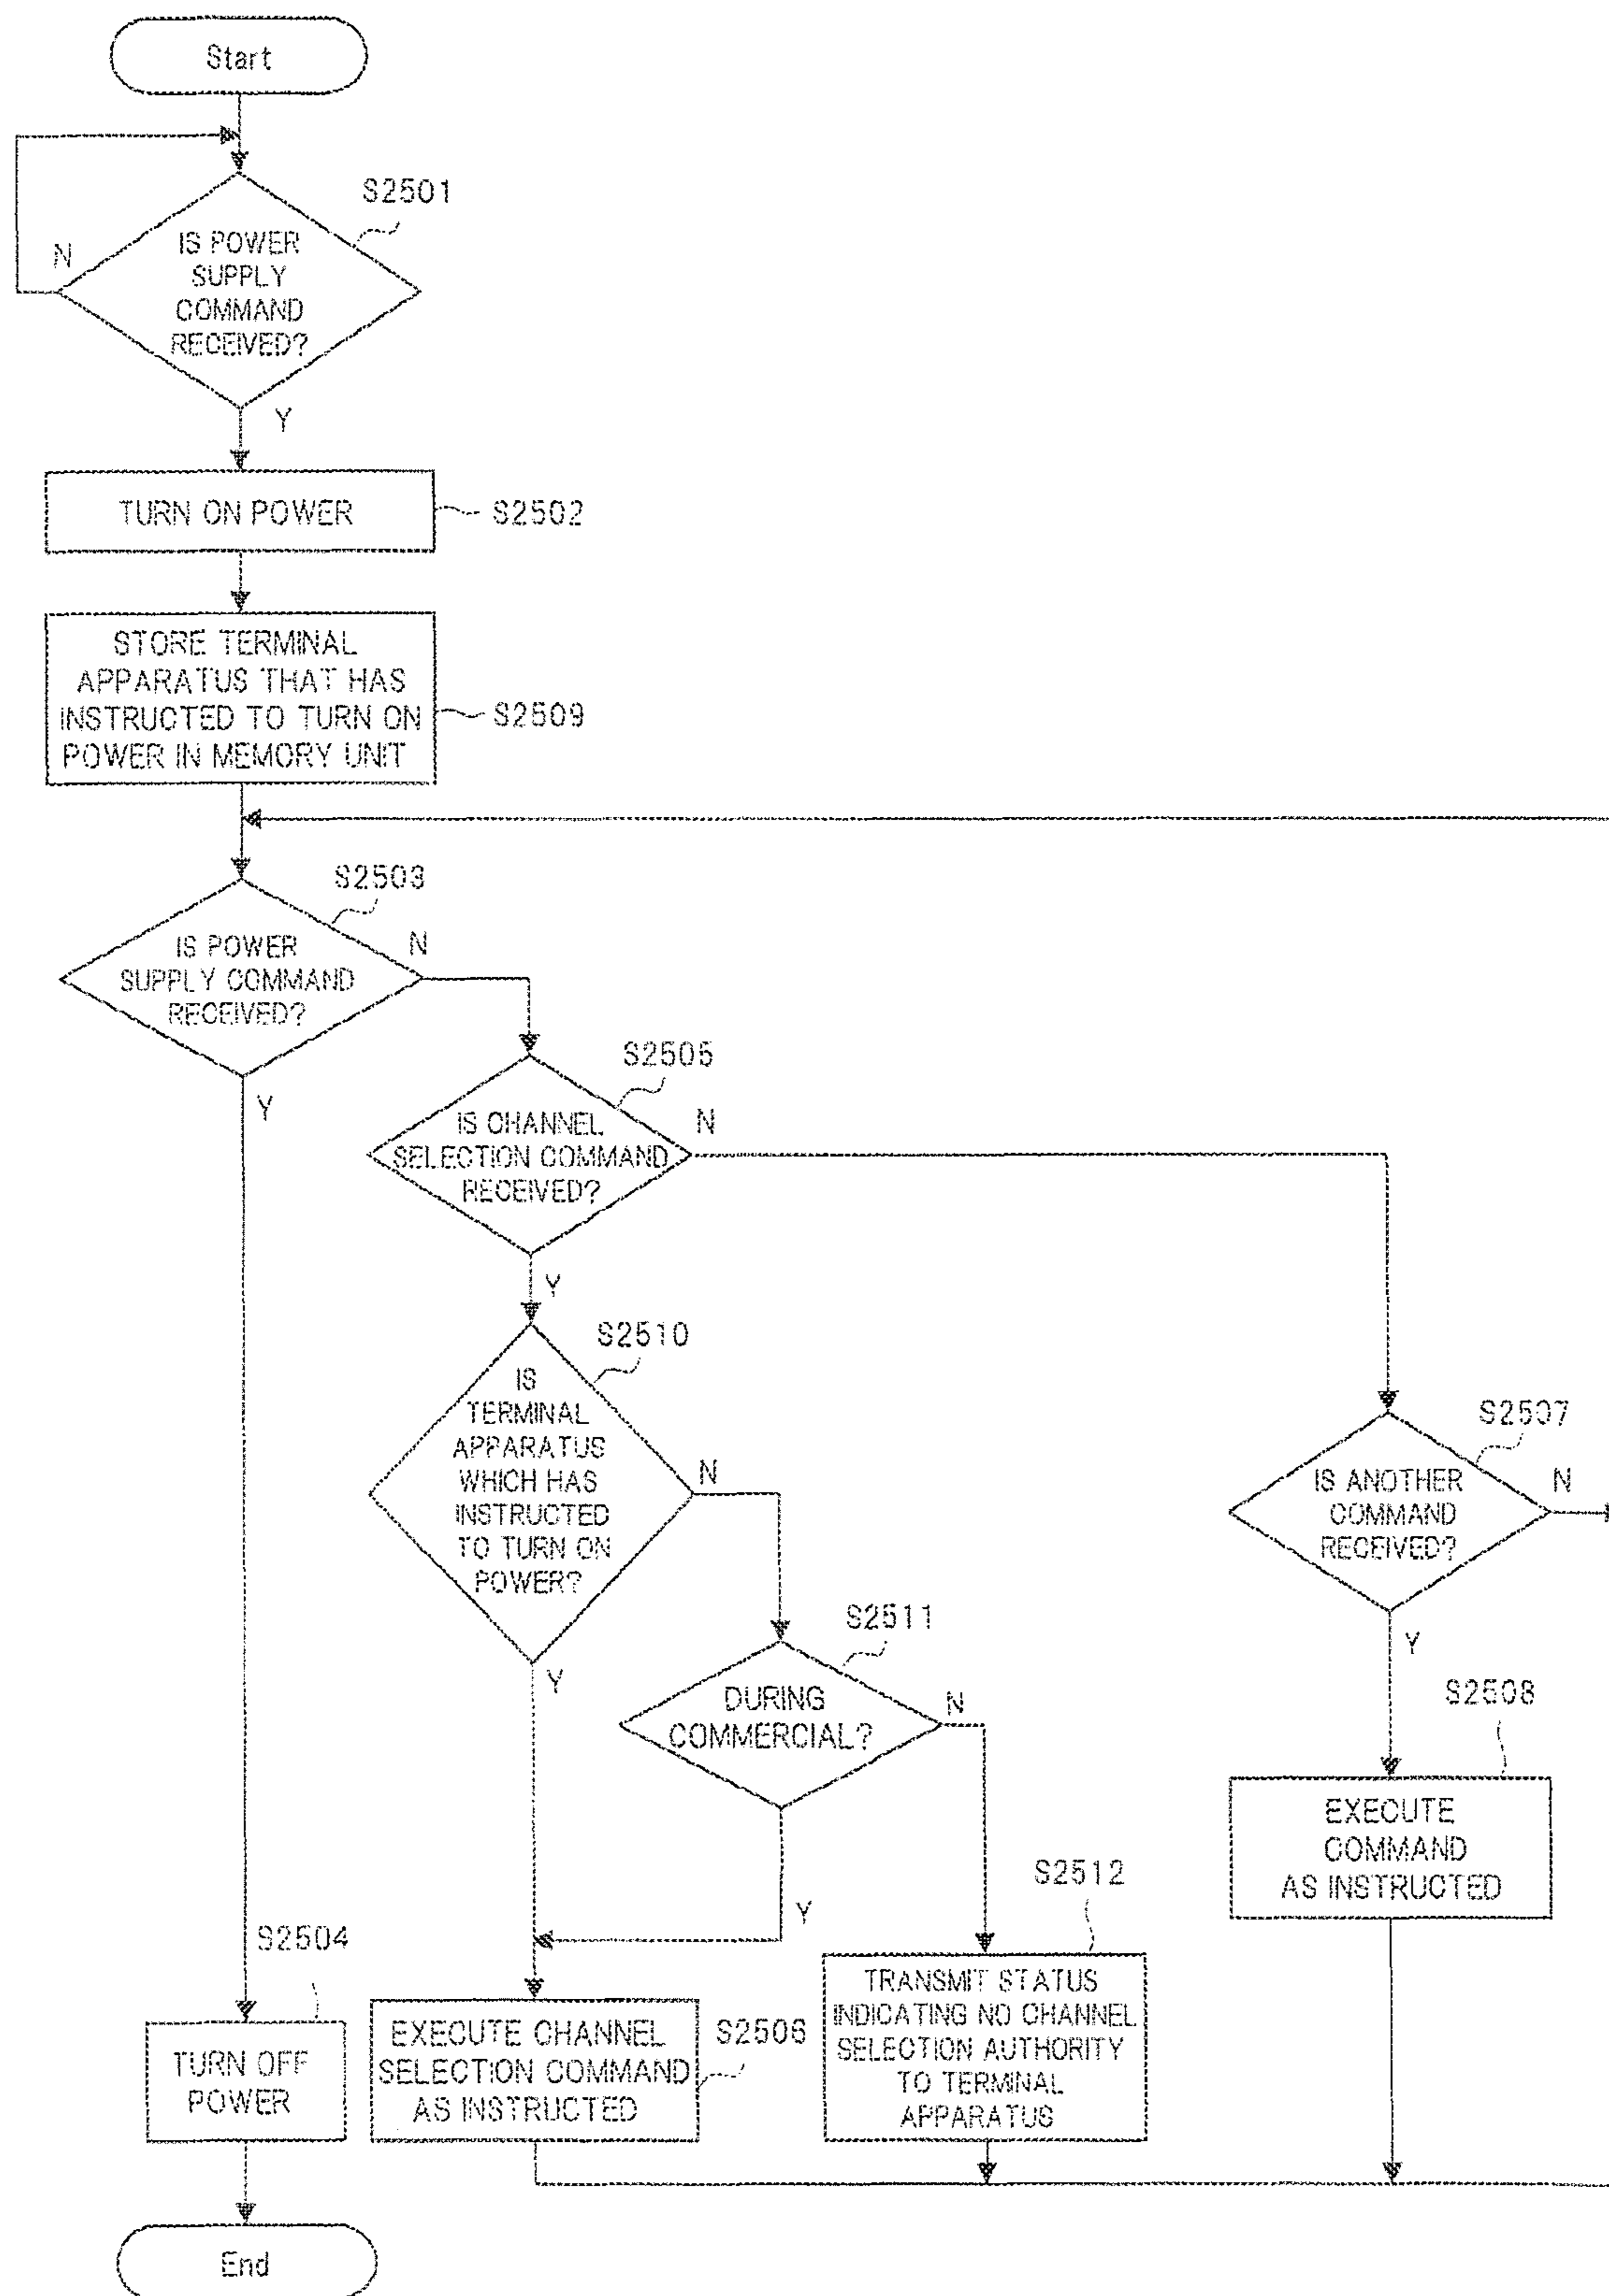 Start
S2501
N
IS POWER
SUPPLY
COMMAND
RECEIVED?
Y
TURN ON POWER
S2502
STORE TERMINAL
APPARATUS THAT HAS
INSTRUCTED TO TURN ON
POWER IN MEMORY UNIT
S2509
S2503
N
IS POWER
SUPPLY COMMAND
RECEIVED?
Y
S2505
N
IS CHANNEL
SELECTION COMMAND
RECEIVED?
Y
S2510
IS
TERMINAL
APPARATUS
WHICH HAS
INSTRUCTED
TO TURN ON
POWER?
N
Y
S2507
IS ANOTHER
COMMAND
RECEIVED?
N
Y
S2511
DURING
COMMERCIAL?
N
Y
S2508
EXECUTE
COMMAND
AS INSTRUCTED
S2512
TRANSMIT STATUS
INDICATING NO CHANNEL
SELECTION AUTHORITY
TO TERMINAL
APPARATUS
S2504
TURN OFF
POWER
EXECUTE CHANNEL
SELECTION COMMAND
AS INSTRUCTED
S2506
End